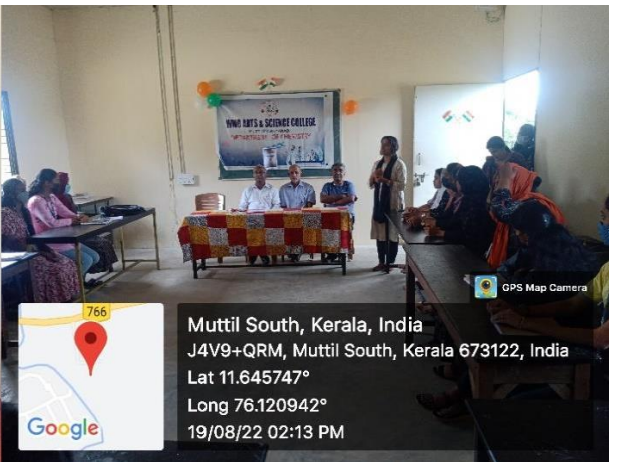 WMO ARTS & SCIENCE COLLEGE
DEPARTMENT OF CHEMISTRY
GPS Map Camera
766
Google
Muttil South, Kerala, India
J4V9+QRM, Muttil South, Kerala 673122, India
Lat 11.645747°
Long 76.120942°
19/08/22 02:13 PM